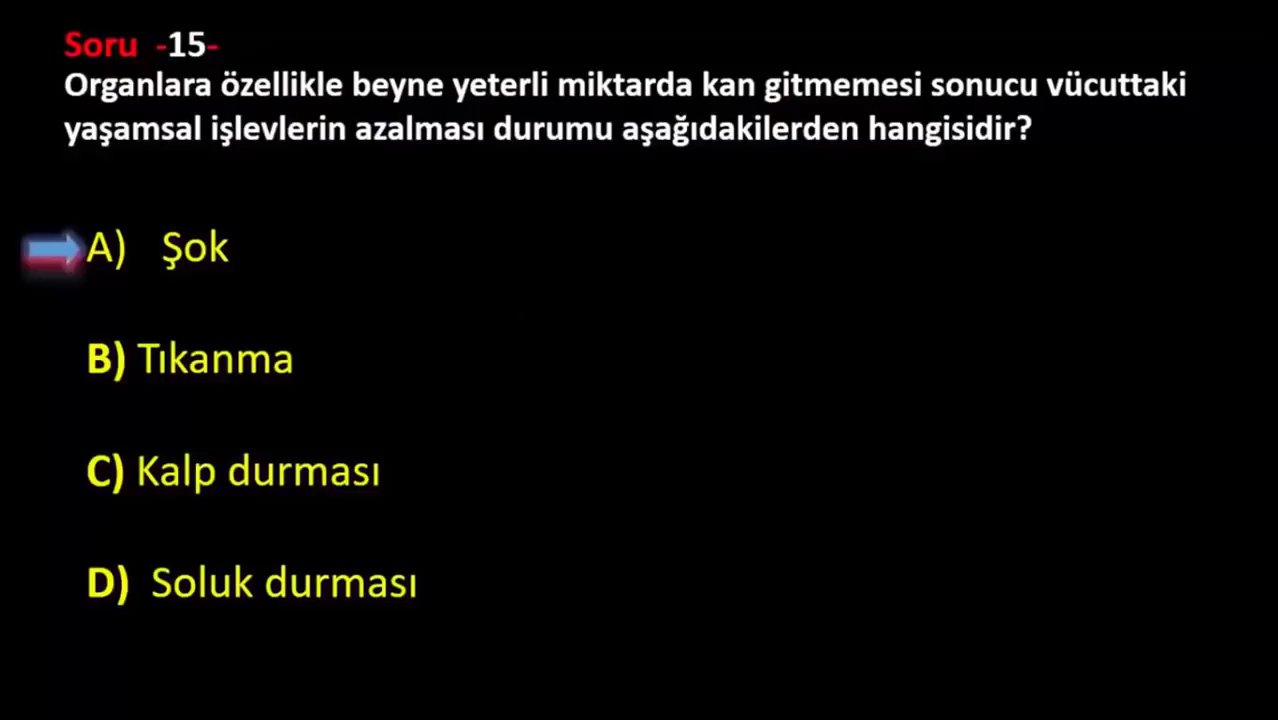 Soru -15-
Organlara özellikle beyne yeterli miktarda kan gitmemesi sonucu vücuttaki
yaşamsal işlevlerin azalması durumu aşağıdakilerden hangisidir?
A) Şok
B) Tıkanma
C) Kalp durması
D) Soluk durması